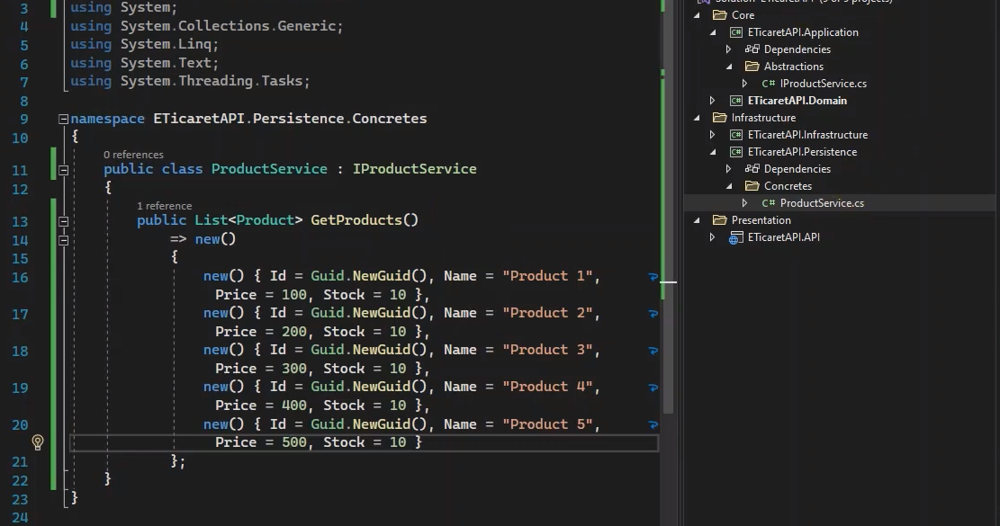 3 using System;
4 using System.Collections.Generic;
5 using System.Linq;
6 using System.Text;
7 using System.Threading.Tasks;
8
9 namespace ETicaretAPI.Persistence.Concretes
10 {
0 references
11 public class ProductService : IProductService
12 {
1 reference
13 public List<Product> GetProducts()
14 => new()
15 {
16 new() { Id = Guid.NewGuid(), Name = "Product 1",
Price = 100, Stock = 10 },
17 new() { Id = Guid.NewGuid(), Name = "Product 2",
Price = 200, Stock = 10 },
18 new() { Id = Guid.NewGuid(), Name = "Product 3",
Price = 300, Stock = 10 },
19 new() { Id = Guid.NewGuid(), Name = "Product 4",
Price = 400, Stock = 10 },
20 new() { Id = Guid.NewGuid(), Name = "Product 5",
Price = 500, Stock = 10 }
21 };
22 }
23 }
24
Core
C# ETicaretAPI.Application
Dependencies
Abstractions
C# IProductService.cs
C# ETicaretAPI.Domain
Infrastructure
C# ETicaretAPI.Infrastructure
C# ETicaretAPI.Persistence
Dependencies
Concretes
C# ProductService.cs
Presentation
ETicaretAPI.API